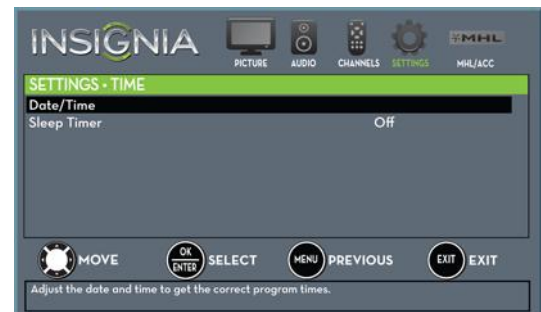 INSIGNIA
PICTURE AUDIO CHANNELS SETTINGS MHL MHL/ACC
SETTINGS - TIME
Date/Time
Sleep Timer Off
MOVE OK ENTER SELECT MENU PREVIOUS EXIT EXIT
Adjust the date and time to get the correct program times.